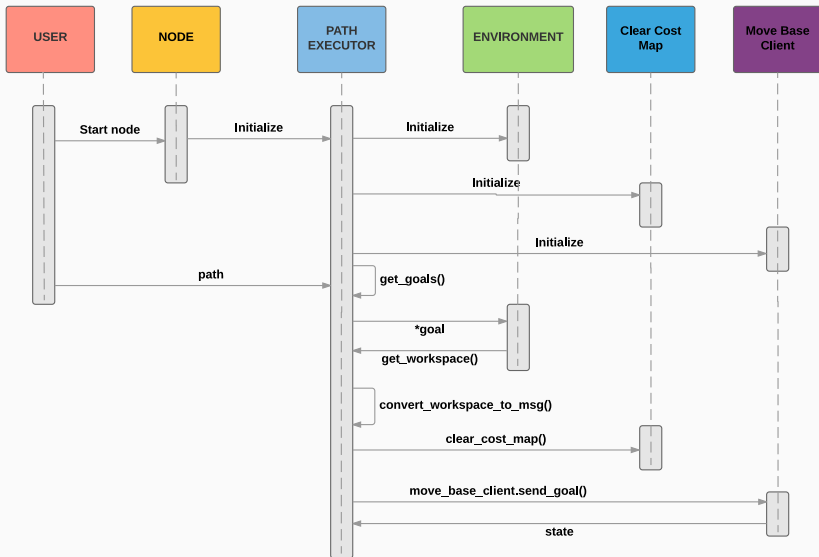 USER
NODE
PATH
EXECUTOR
ENVIRONMENT
Clear Cost
Map
Move Base
Client
Start node
Initialize
Initialize
Initialize
Initialize
path
get_goals()
*goal
get_workspace()
convert_workspace_to_msg()
clear_cost_map()
move_base_client.send_goal()
state